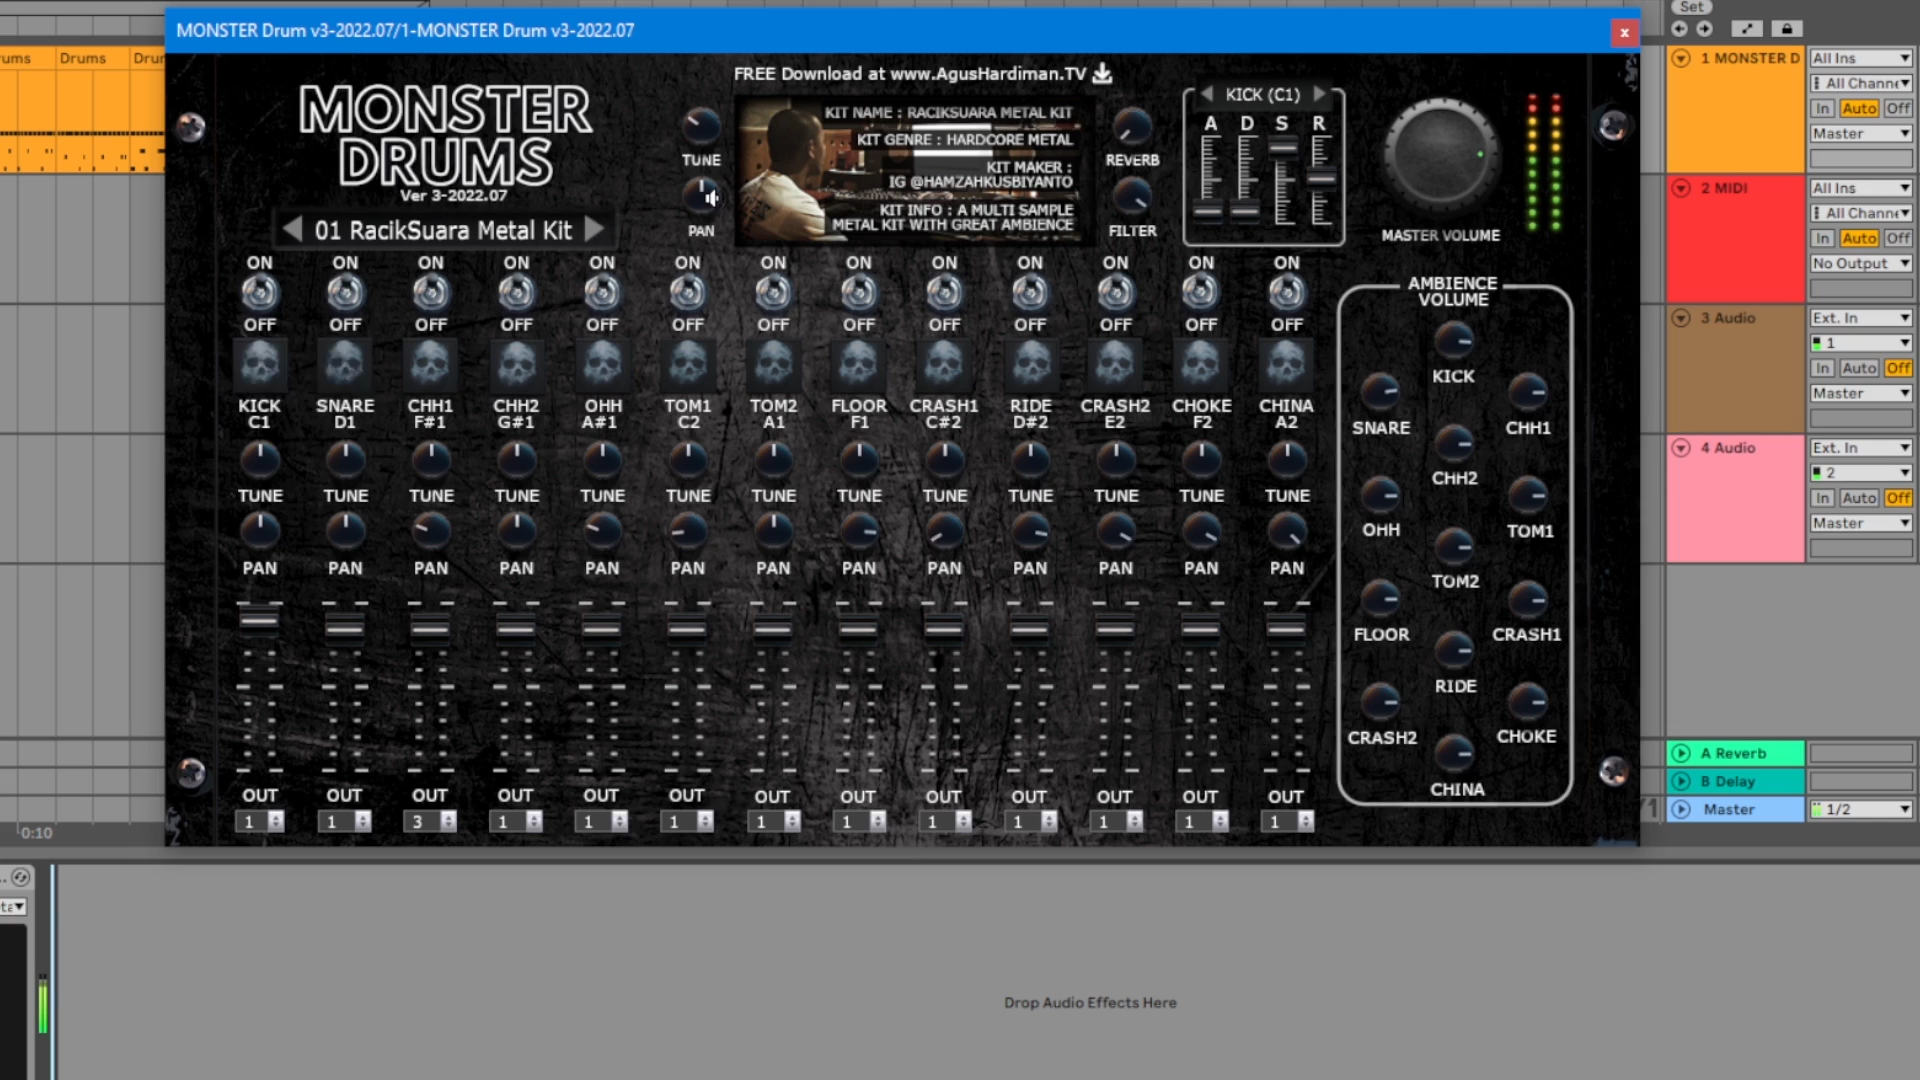 MONSTER Drum v3-2022.07/1-MONSTER Drum v3-2022.07
x
Set
ums
Drums
Drur
FREE Download at www.AgusHardiman.TV
MONSTER
DRUMS
Ver 3-2022.07
01 RacikSuara Metal Kit
TUNE
PAN
KIT NAME : RACIKSUARA METAL KIT
KIT GENRE : HARDCORE METAL
KIT MAKER :
IG @HAMZAHKUSBIYANTO
KIT INFO : A MULTI SAMPLE
METAL KIT WITH GREAT AMBIENCE
REVERB
FILTER
KICK (C1)
A D S R
MASTER VOLUME
ON ON ON ON ON ON ON ON ON ON ON ON ON
OFF OFF OFF OFF OFF OFF OFF OFF OFF OFF OFF OFF OFF
KICK SNARE CHH1 CHH2 OHH TOM1 TOM2 FLOOR CRASH1 RIDE CRASH2 CHOKE CHINA
C1 D1 F#1 G#1 A#1 C2 A1 F1 C#2 D#2 E2 F2 A2
TUNE TUNE TUNE TUNE TUNE TUNE TUNE TUNE TUNE TUNE TUNE TUNE TUNE
PAN PAN PAN PAN PAN PAN PAN PAN PAN PAN PAN PAN PAN
OUT OUT OUT OUT OUT OUT OUT OUT OUT OUT OUT OUT OUT
1 1 3 1 1 1 1 1 1 1 1 1 1
AMBIENCE
VOLUME
KICK
SNARE CHH1
CHH2
OHH TOM1
TOM2
FLOOR CRASH1
RIDE
CRASH2 CHOKE
CHINA
1 MONSTER D All Ins
All Channe
In Auto Off
Master
2 MIDI All Ins
All Channe
In Auto Off
No Output
3 Audio Ext. In
1
In Auto Off
Master
4 Audio Ext. In
2
In Auto Off
Master
A Reverb
B Delay
Master 1/2
0:10
Drop Audio Effects Here